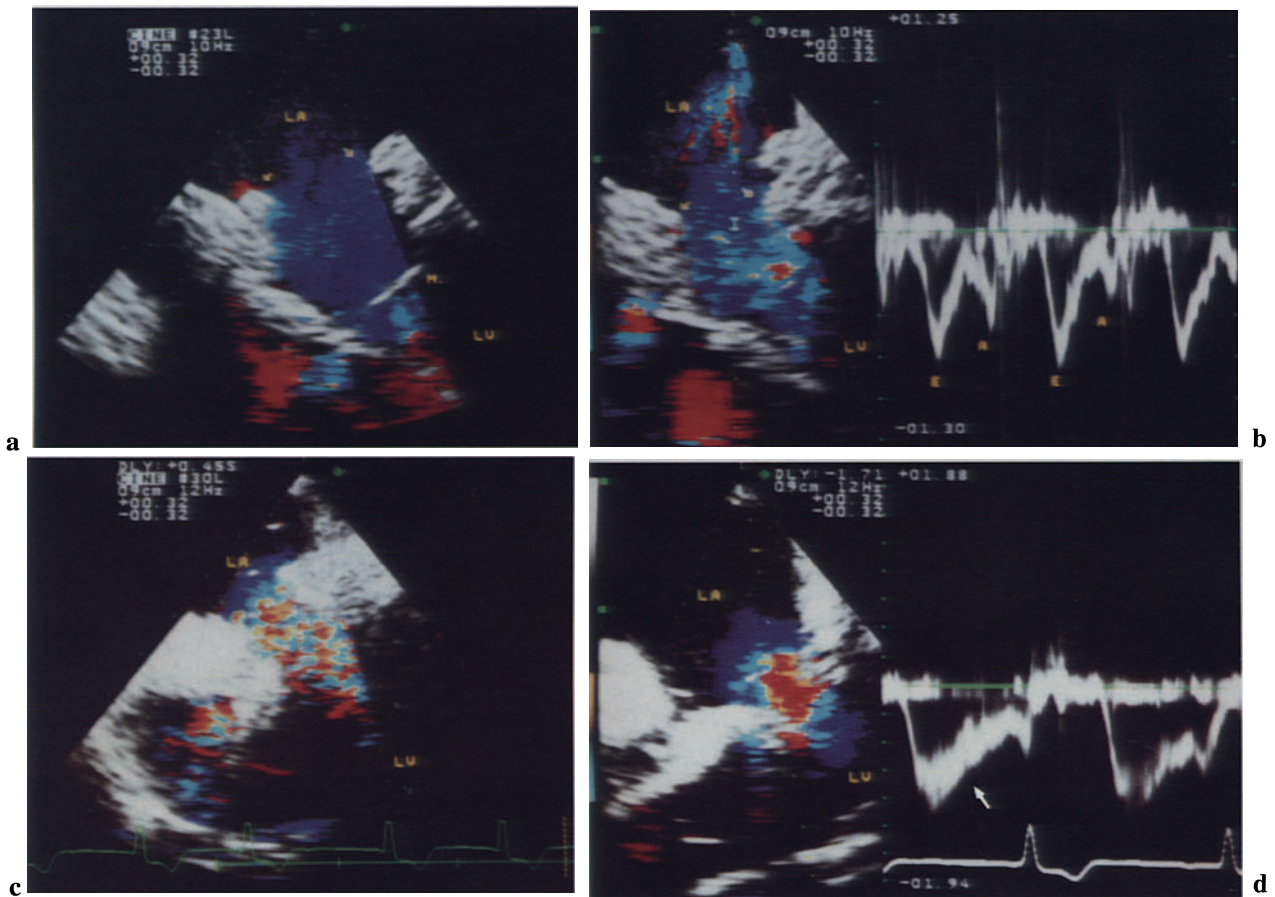 CINE #23L
09cm 10Hz
+00.32
-00.32
LA
M.
LV
a
+01.25
09cm 10Hz
+00.32
-00.32
LA
LV
A
A
E
E
-01.30
b
DLY:+0.45S
CINE #30L
09cm 12Hz
+00.32
-00.32
LA
LV
c
DLY:-1.71 +01.88
09cm 12Hz
+00.32
-00.32
LA
LV
-01.94
d